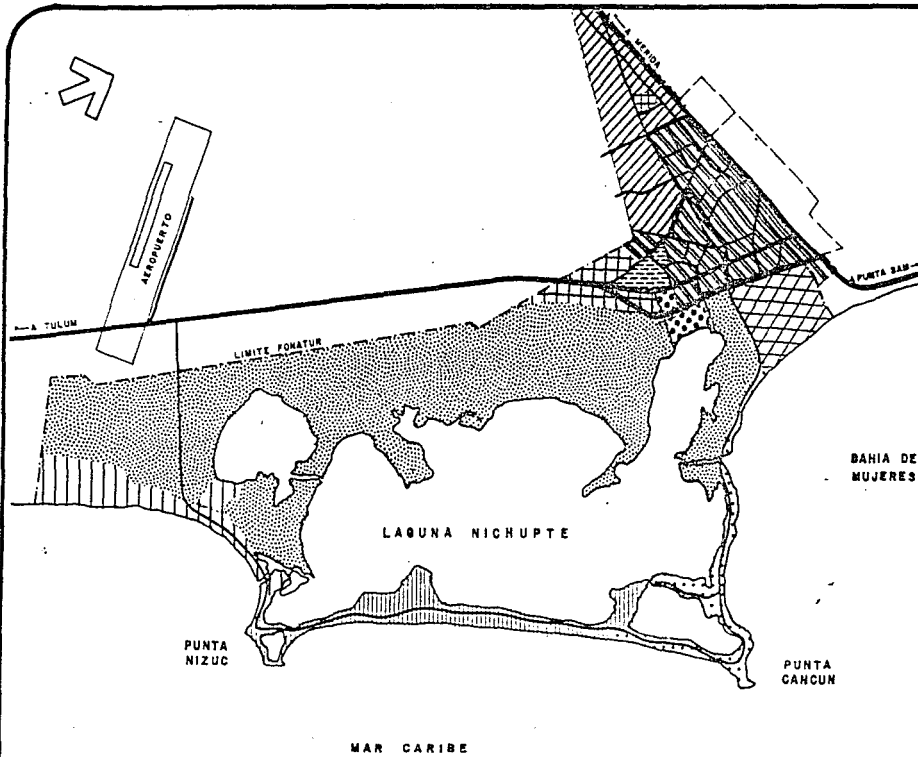 A MERIDA
AEROPUERTO
A PUNTA SAM
A TULUM
LIMITE FONATUR
BAHIA DE
MUJERES
LAGUNA NICHUPTE
PUNTA
NIZUC
PUNTA
CANCUN
MAR CARIBE